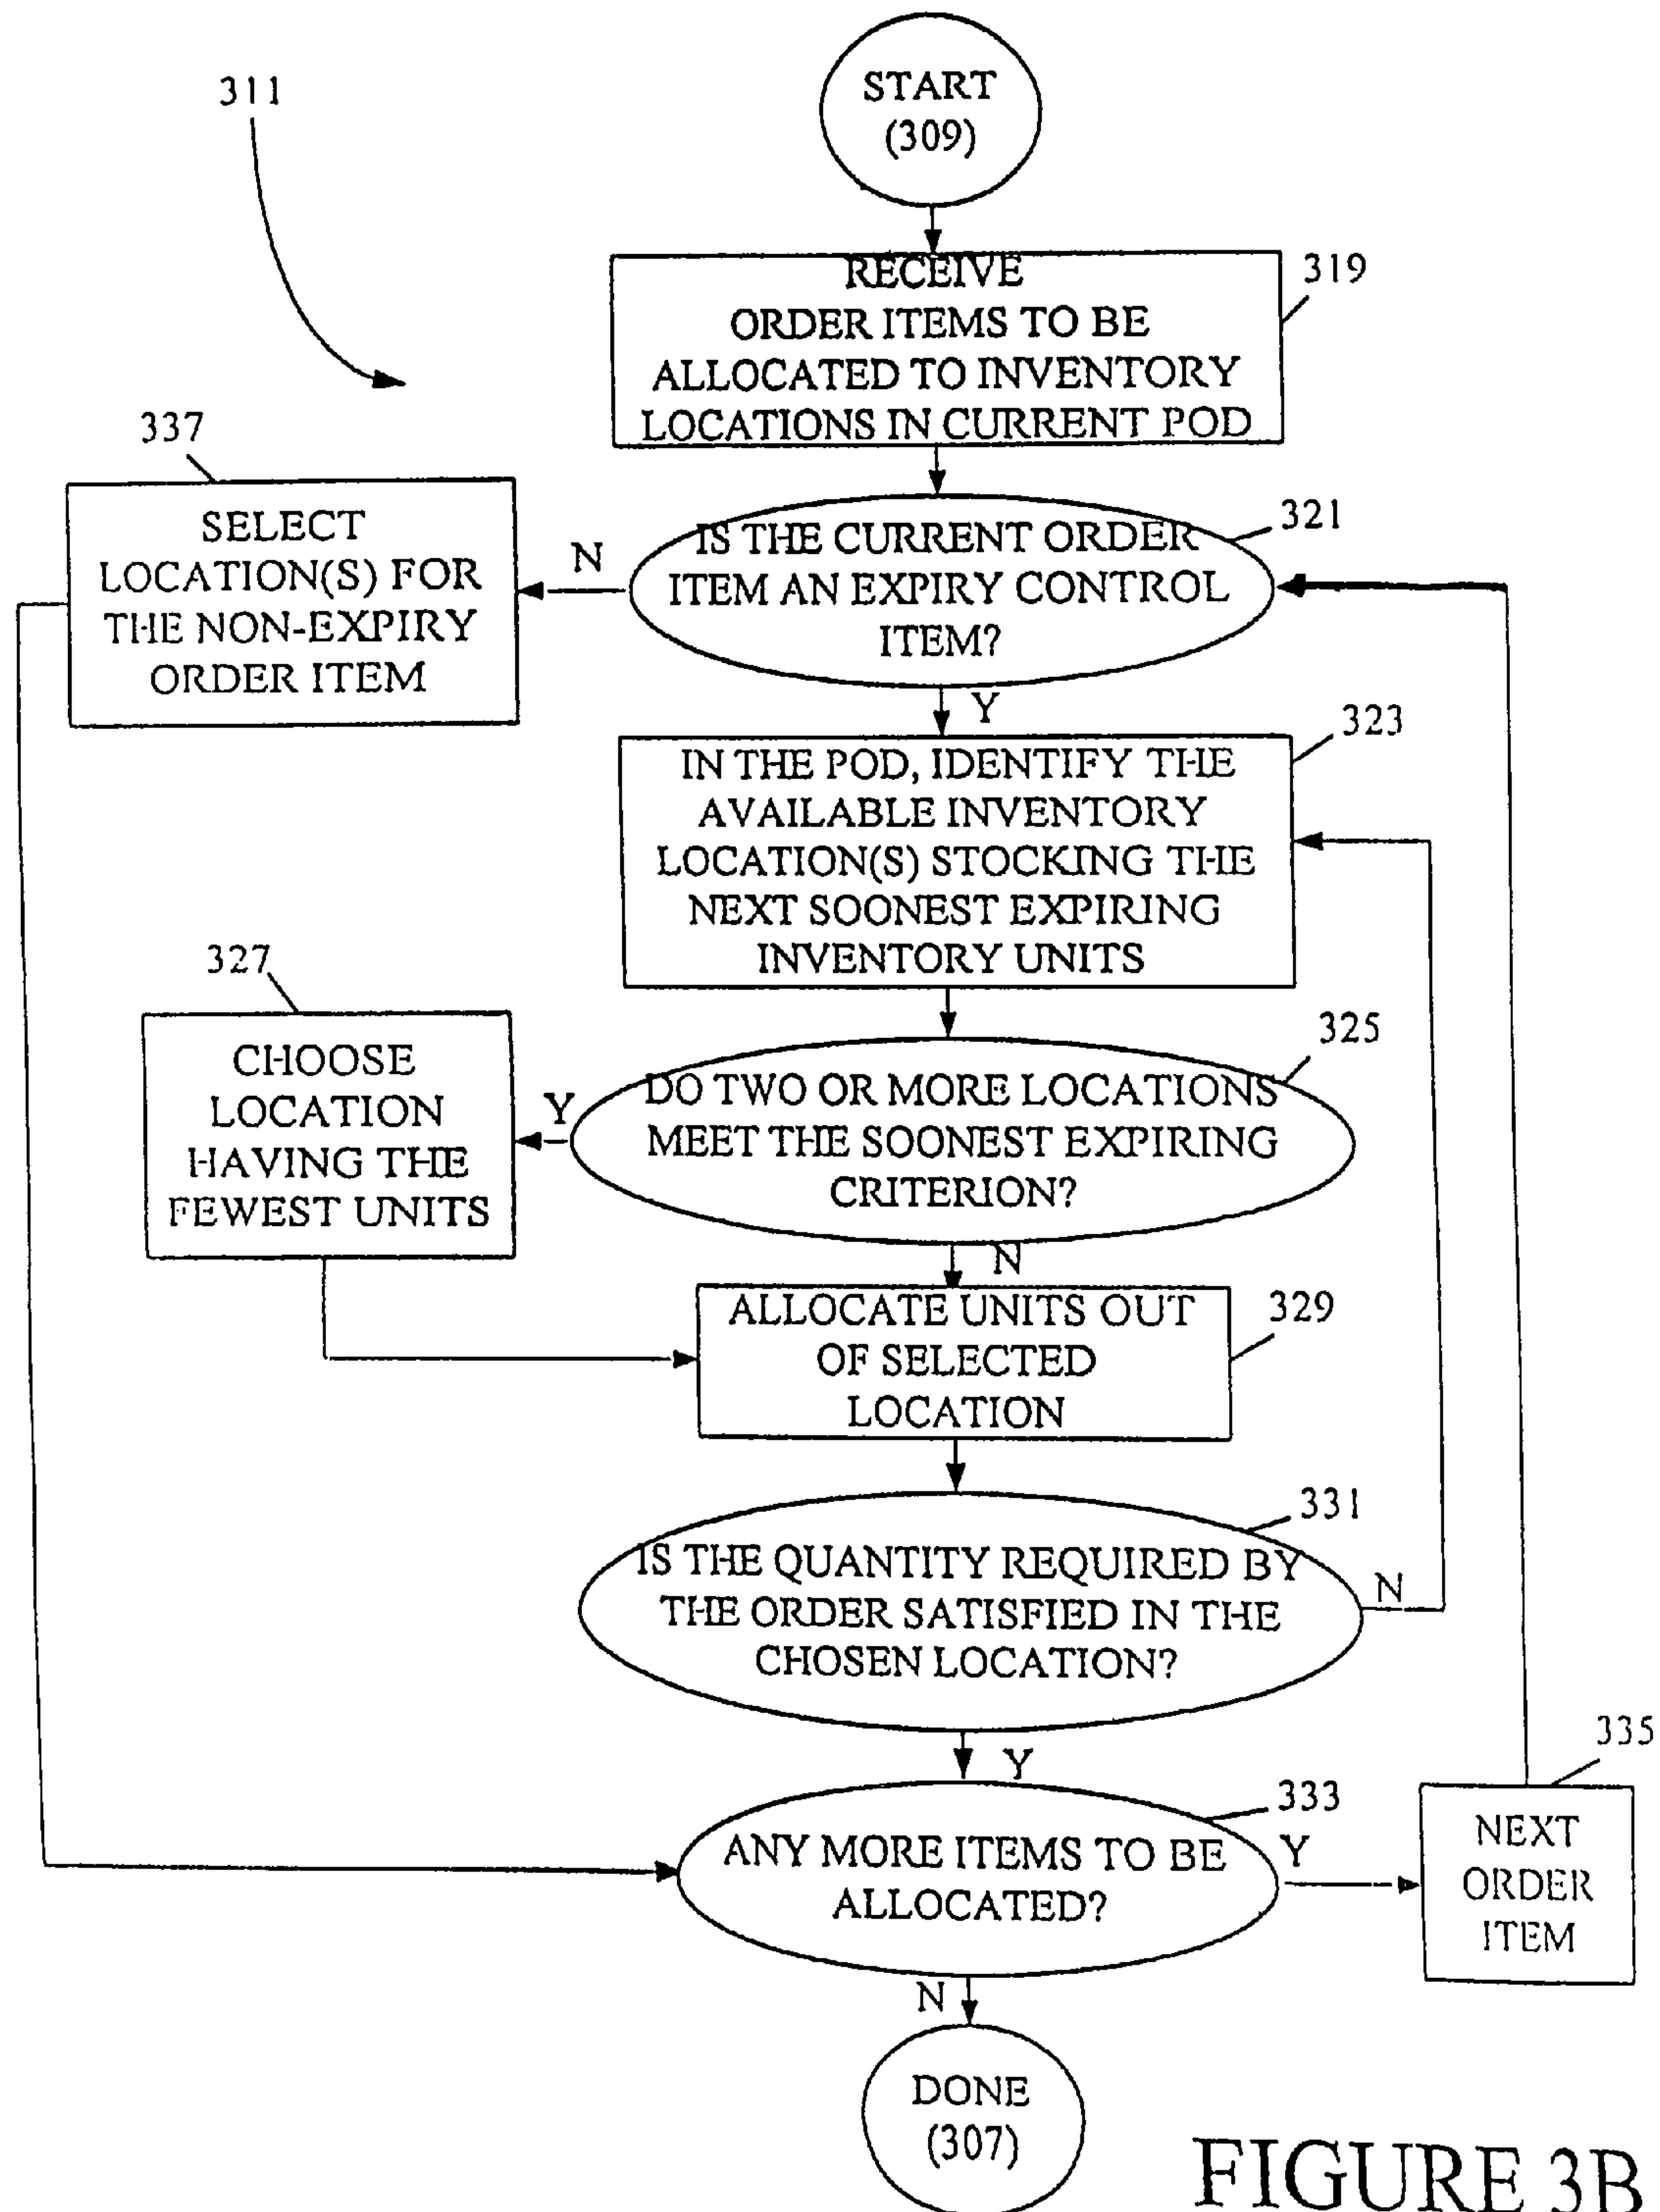 311
START
(309)
RECEIVE
ORDER ITEMS TO BE
ALLOCATED TO INVENTORY
LOCATIONS IN CURRENT POD
319
337
SELECT
LOCATION(S) FOR
THE NON-EXPIRY
ORDER ITEM
N
IS THE CURRENT ORDER
ITEM AN EXPIRY CONTROL
ITEM?
321
Y
323
IN THE POD, IDENTIFY THE
AVAILABLE INVENTORY
LOCATION(S) STOCKING THE
NEXT SOONEST EXPIRING
INVENTORY UNITS
327
CHOOSE
LOCATION
HAVING THE
FEWEST UNITS
Y
325
DO TWO OR MORE LOCATIONS
MEET THE SOONEST EXPIRING
CRITERION?
N
ALLOCATE UNITS OUT
OF SELECTED
LOCATION
329
331
IS THE QUANTITY REQUIRED BY
THE ORDER SATISFIED IN THE
CHOSEN LOCATION?
N
Y
333
ANY MORE ITEMS TO BE
ALLOCATED?
Y
335
NEXT
ORDER
ITEM
N
DONE
(307)
FIGURE 3B